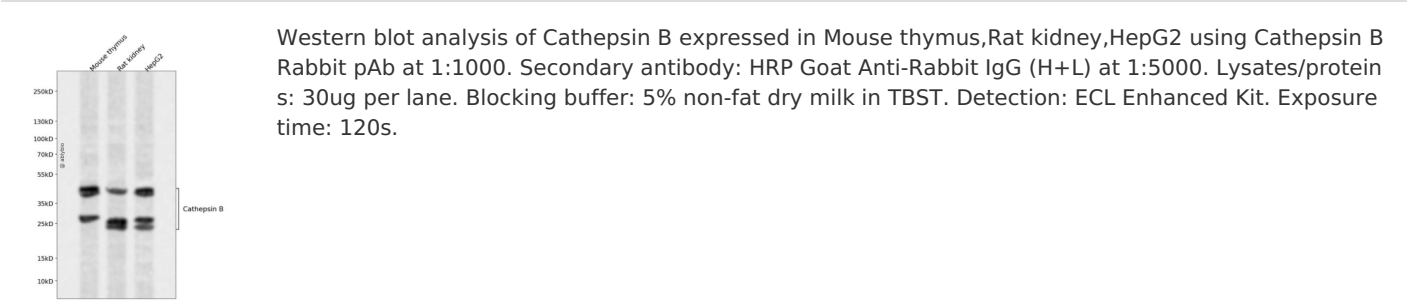 Mouse thymus
Rat kidney
HepG2
250kD
130kD
100kD
70kD
55kD
35kD
25kD
15kD
10kD
@ ablybio
Cathepsin B
Western blot analysis of Cathepsin B expressed in Mouse thymus,Rat kidney,HepG2 using Cathepsin B
Rabbit pAb at 1:1000. Secondary antibody: HRP Goat Anti-Rabbit IgG (H+L) at 1:5000. Lysates/protein
s: 30ug per lane. Blocking buffer: 5% non-fat dry milk in TBST. Detection: ECL Enhanced Kit. Exposure
time: 120s.